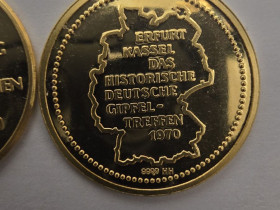 ERFURT
KASSEL
DAS
HISTORISCHE
DEUTSCHE
GIPFEL-
TREFFEN
1970